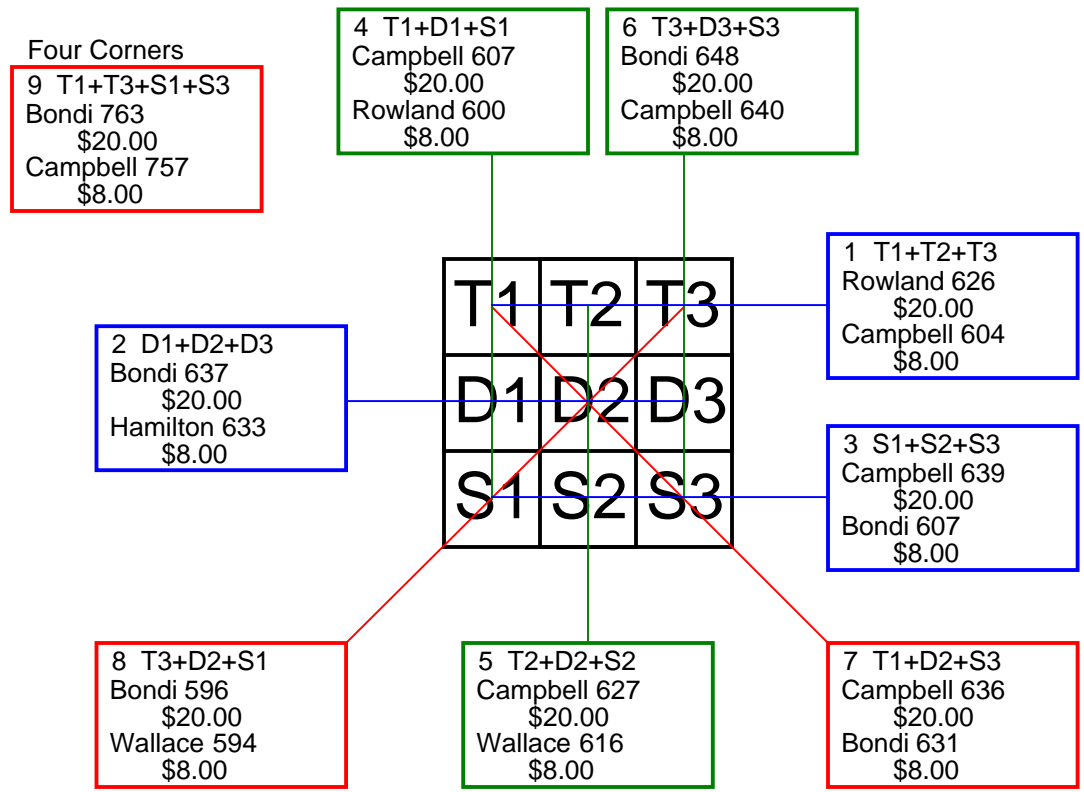 Four Corners
9 T1+T3+S1+S3
Bondi 763
$20.00
Campbell 757
$8.00
4 T1+D1+S1
Campbell 607
$20.00
Rowland 600
$8.00
6 T3+D3+S3
Bondi 648
$20.00
Campbell 640
$8.00
1 T1+T2+T3
Rowland 626
$20.00
Campbell 604
$8.00
T1 T2 T3
D1 D2 D3
S1 S2 S3
2 D1+D2+D3
Bondi 637
$20.00
Hamilton 633
$8.00
3 S1+S2+S3
Campbell 639
$20.00
Bondi 607
$8.00
8 T3+D2+S1
Bondi 596
$20.00
Wallace 594
$8.00
5 T2+D2+S2
Campbell 627
$20.00
Wallace 616
$8.00
7 T1+D2+S3
Campbell 636
$20.00
Bondi 631
$8.00